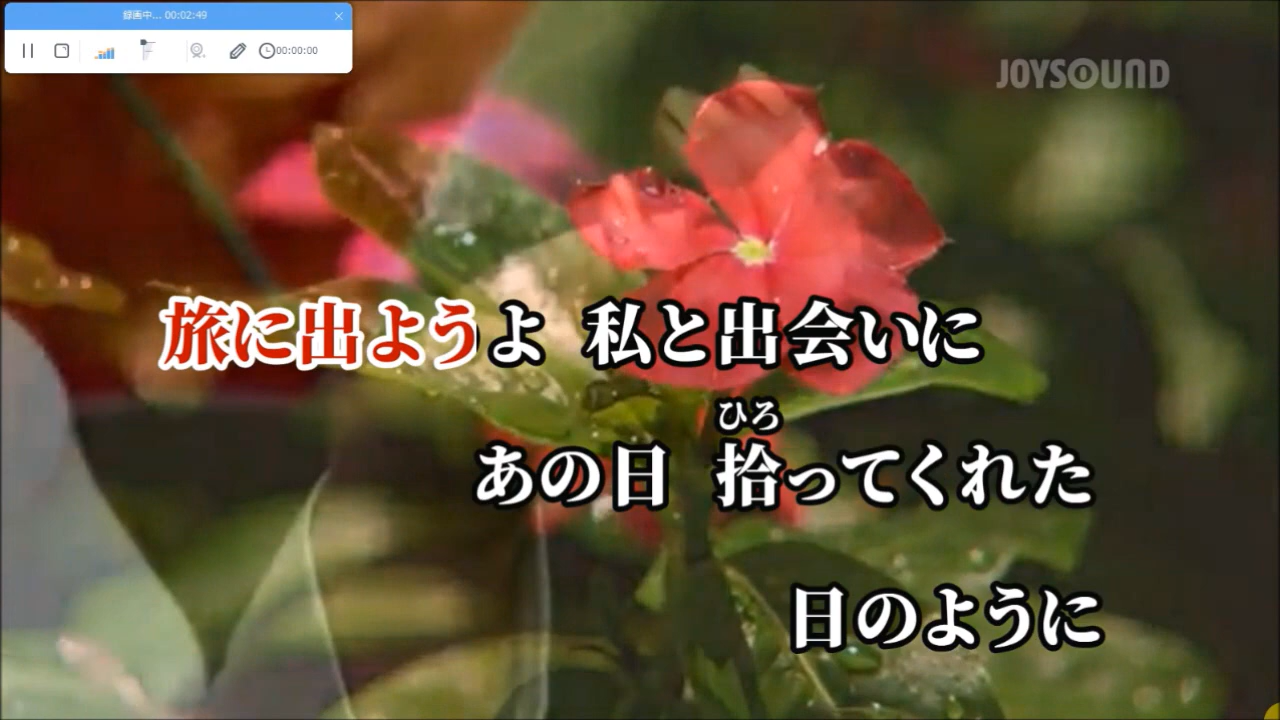 録画中... 00:02:49
00:00:00
JOYSOUND
旅に出ようよ 私と出会いに
ひろ
あの日 拾ってくれた
日のように